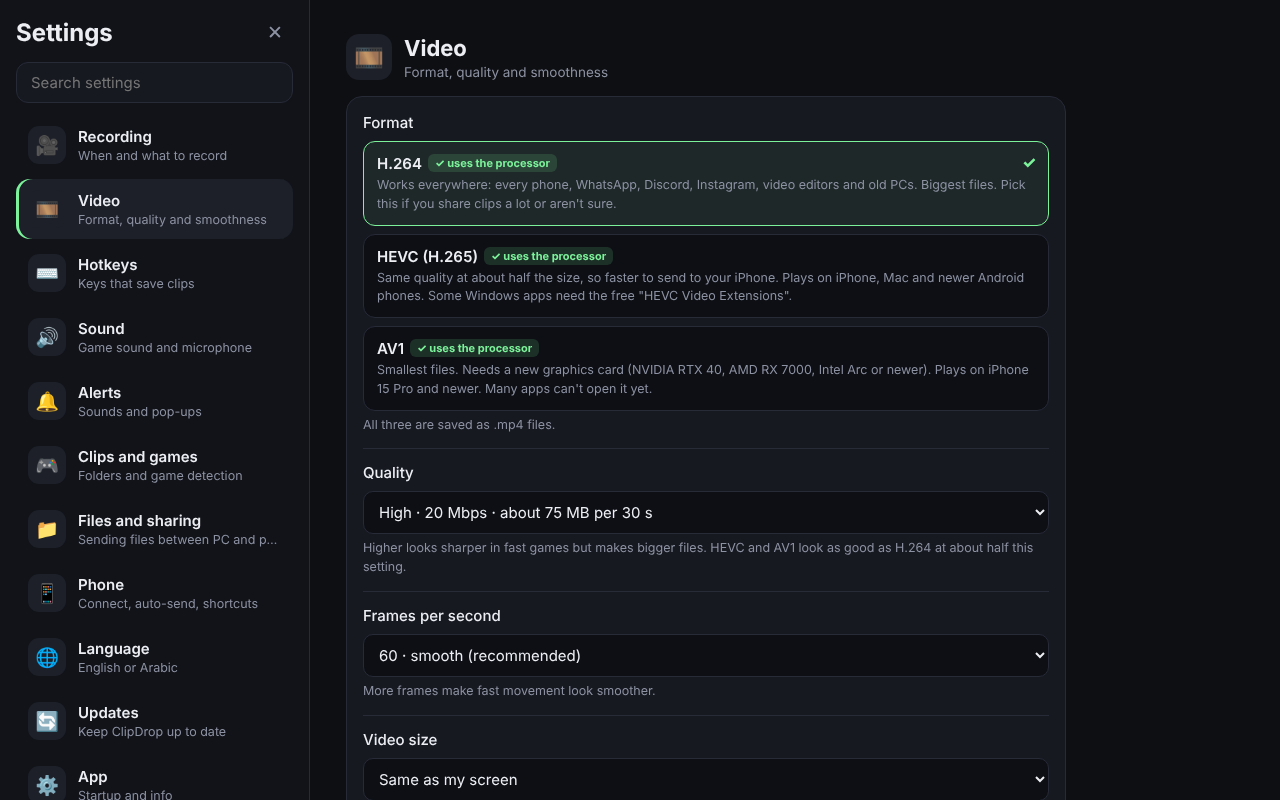 Settings
✕
Search settings
Recording
When and what to record
Video
Format, quality and smoothness
Hotkeys
Keys that save clips
Sound
Game sound and microphone
Alerts
Sounds and pop-ups
Clips and games
Folders and game detection
Files and sharing
Sending files between PC and p...
Phone
Connect, auto-send, shortcuts
Language
English or Arabic
Updates
Keep ClipDrop up to date
App
Startup and info
Video
Format, quality and smoothness
Format
H.264 ✓ uses the processor ✓
Works everywhere: every phone, WhatsApp, Discord, Instagram, video editors and old PCs. Biggest files. Pick
this if you share clips a lot or aren't sure.
HEVC (H.265) ✓ uses the processor
Same quality at about half the size, so faster to send to your iPhone. Plays on iPhone, Mac and newer Android
phones. Some Windows apps need the free "HEVC Video Extensions".
AV1 ✓ uses the processor
Smallest files. Needs a new graphics card (NVIDIA RTX 40, AMD RX 7000, Intel Arc or newer). Plays on iPhone
15 Pro and newer. Many apps can't open it yet.
All three are saved as .mp4 files.
Quality
High · 20 Mbps · about 75 MB per 30 s
Higher looks sharper in fast games but makes bigger files. HEVC and AV1 look as good as H.264 at about half this
setting.
Frames per second
60 · smooth (recommended)
More frames make fast movement look smoother.
Video size
Same as my screen